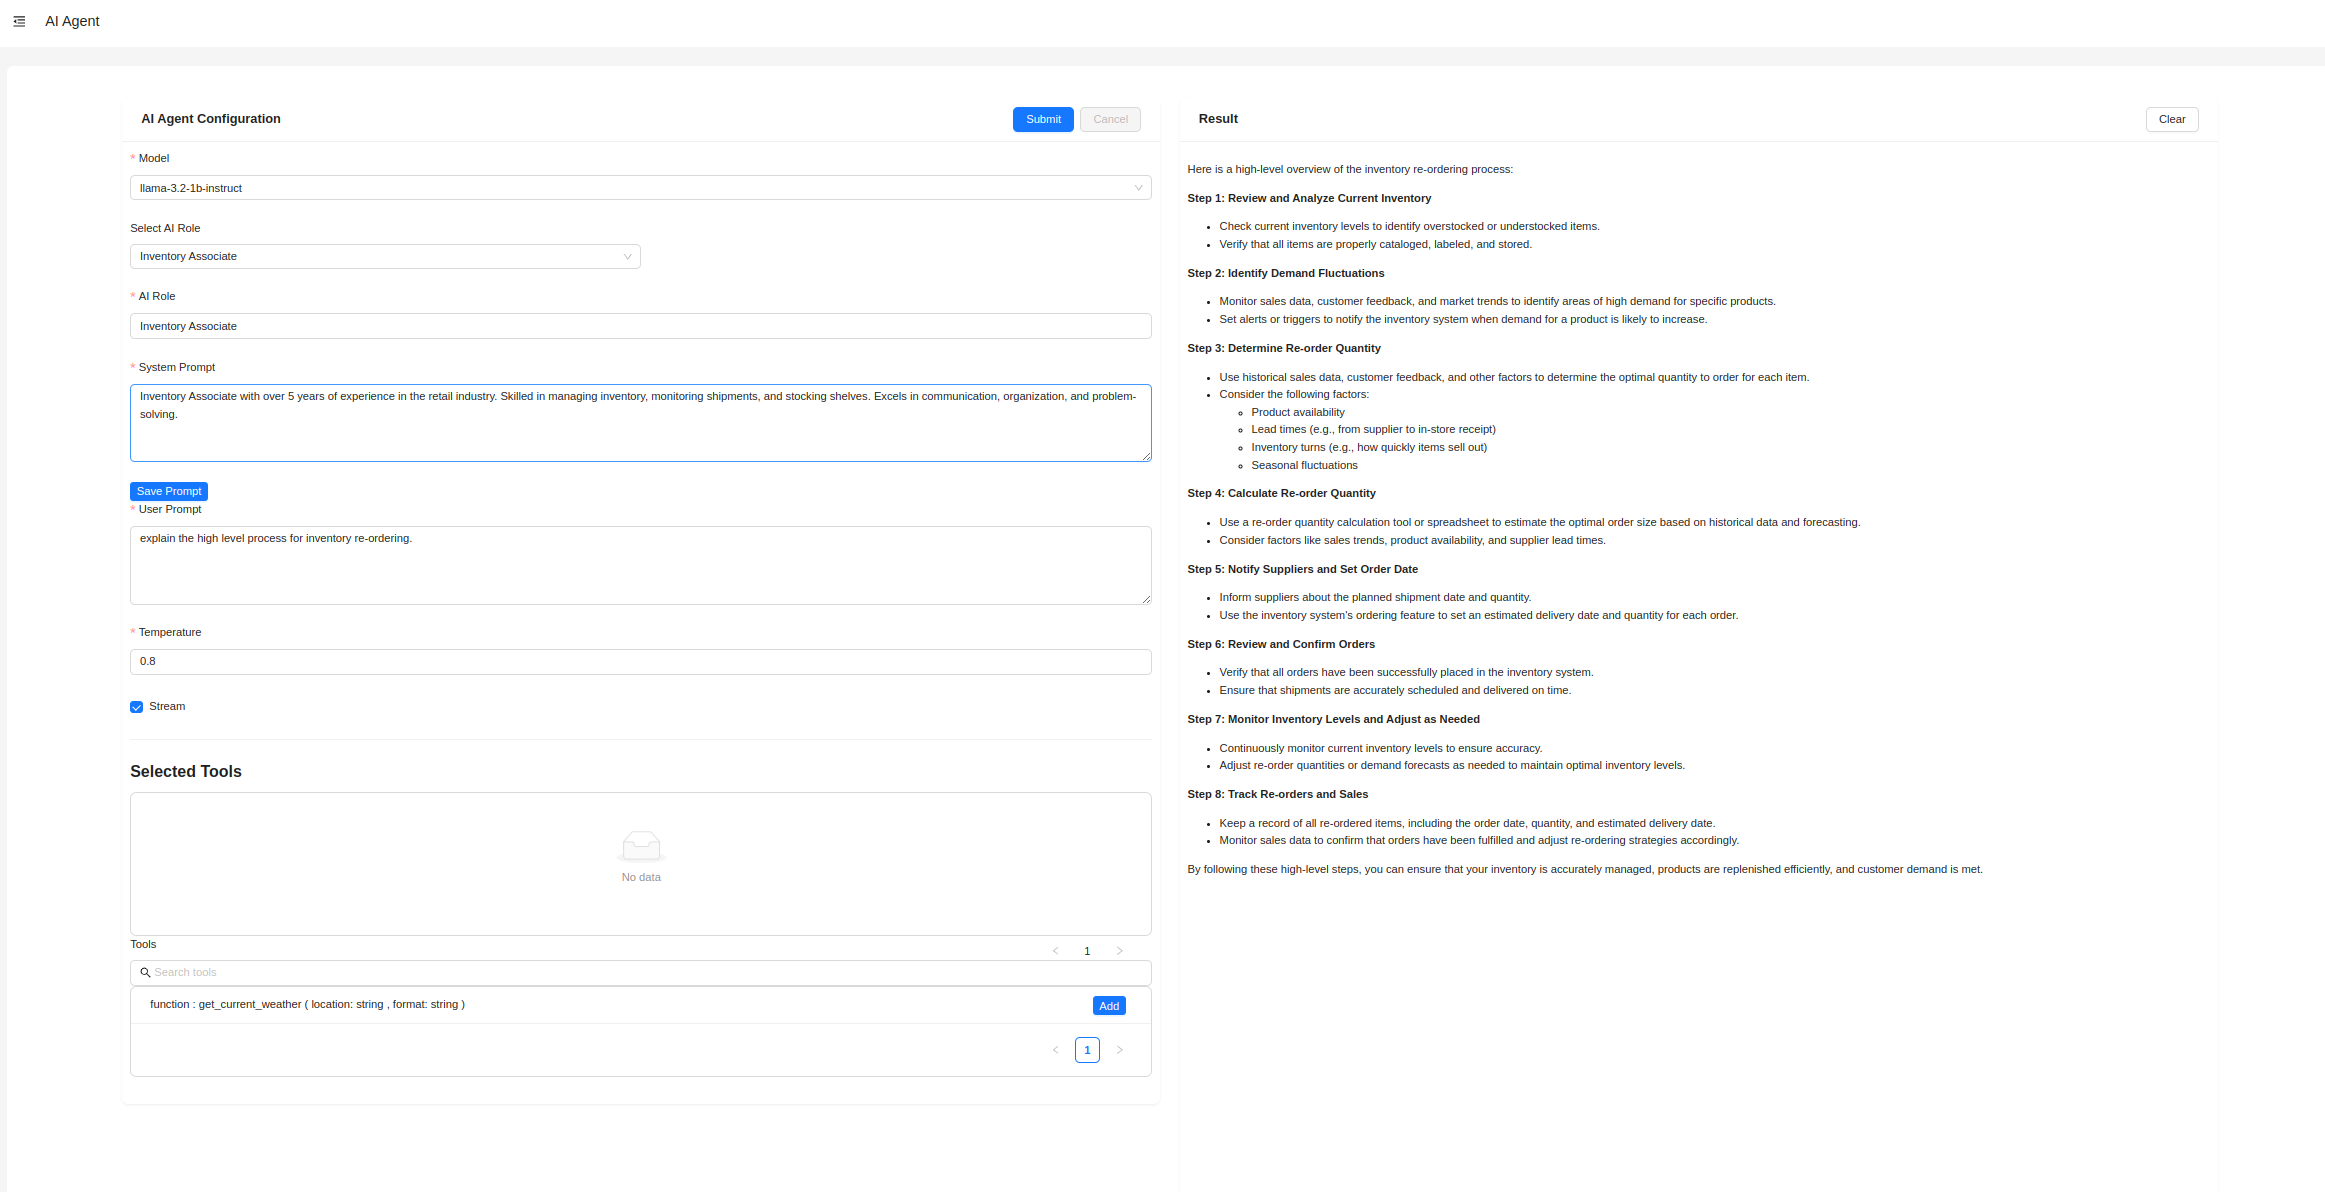 AI Agent
AI Agent Configuration
Submit
Cancel
* Model
llama-3.2-1b-instruct
Select AI Role
Inventory Associate
* AI Role
Inventory Associate
* System Prompt
Inventory Associate with over 5 years of experience in the retail industry. Skilled in managing inventory, monitoring shipments, and stocking shelves. Excels in communication, organization, and problem-
solving.
Save Prompt
* User Prompt
explain the high level process for inventory re-ordering.
* Temperature
0.8
Stream
Selected Tools
No data
Tools
1
Search tools
function : get_current_weather ( location: string , format: string )
Add
1
Result
Clear
Here is a high-level overview of the inventory re-ordering process:
Step 1: Review and Analyze Current Inventory
• Check current inventory levels to identify overstocked or understocked items.
• Verify that all items are properly cataloged, labeled, and stored.
Step 2: Identify Demand Fluctuations
• Monitor sales data, customer feedback, and market trends to identify areas of high demand for specific products.
• Set alerts or triggers to notify the inventory system when demand for a product is likely to increase.
Step 3: Determine Re-order Quantity
• Use historical sales data, customer feedback, and other factors to determine the optimal quantity to order for each item.
• Consider the following factors:
◦ Product availability
◦ Lead times (e.g., from supplier to in-store receipt)
◦ Inventory turns (e.g., how quickly items sell out)
◦ Seasonal fluctuations
Step 4: Calculate Re-order Quantity
• Use a re-order quantity calculation tool or spreadsheet to estimate the optimal order size based on historical data and forecasting.
• Consider factors like sales trends, product availability, and supplier lead times.
Step 5: Notify Suppliers and Set Order Date
• Inform suppliers about the planned shipment date and quantity.
• Use the inventory system's ordering feature to set an estimated delivery date and quantity for each order.
Step 6: Review and Confirm Orders
• Verify that all orders have been successfully placed in the inventory system.
• Ensure that shipments are accurately scheduled and delivered on time.
Step 7: Monitor Inventory Levels and Adjust as Needed
• Continuously monitor current inventory levels to ensure accuracy.
• Adjust re-order quantities or demand forecasts as needed to maintain optimal inventory levels.
Step 8: Track Re-orders and Sales
• Keep a record of all re-ordered items, including the order date, quantity, and estimated delivery date.
• Monitor sales data to confirm that orders have been fulfilled and adjust re-ordering strategies accordingly.
By following these high-level steps, you can ensure that your inventory is accurately managed, products are replenished efficiently, and customer demand is met.